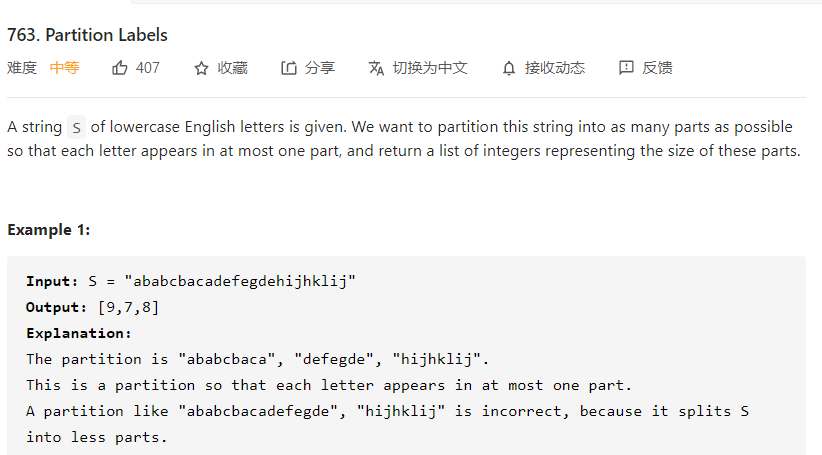 763. Partition Labels
难度 中等 407 收藏 分享 切换为中文 接收动态 反馈
A string S of lowercase English letters is given. We want to partition this string into as many parts as possible
so that each letter appears in at most one part, and return a list of integers representing the size of these parts.
Example 1:
Input: S = "ababcbacadefegdehijhklij"
Output: [9,7,8]
Explanation:
The partition is "ababcbaca", "defegde", "hijhklij".
This is a partition so that each letter appears in at most one part.
A partition like "ababcbacadefegde", "hijhklij" is incorrect, because it splits S
into less parts.